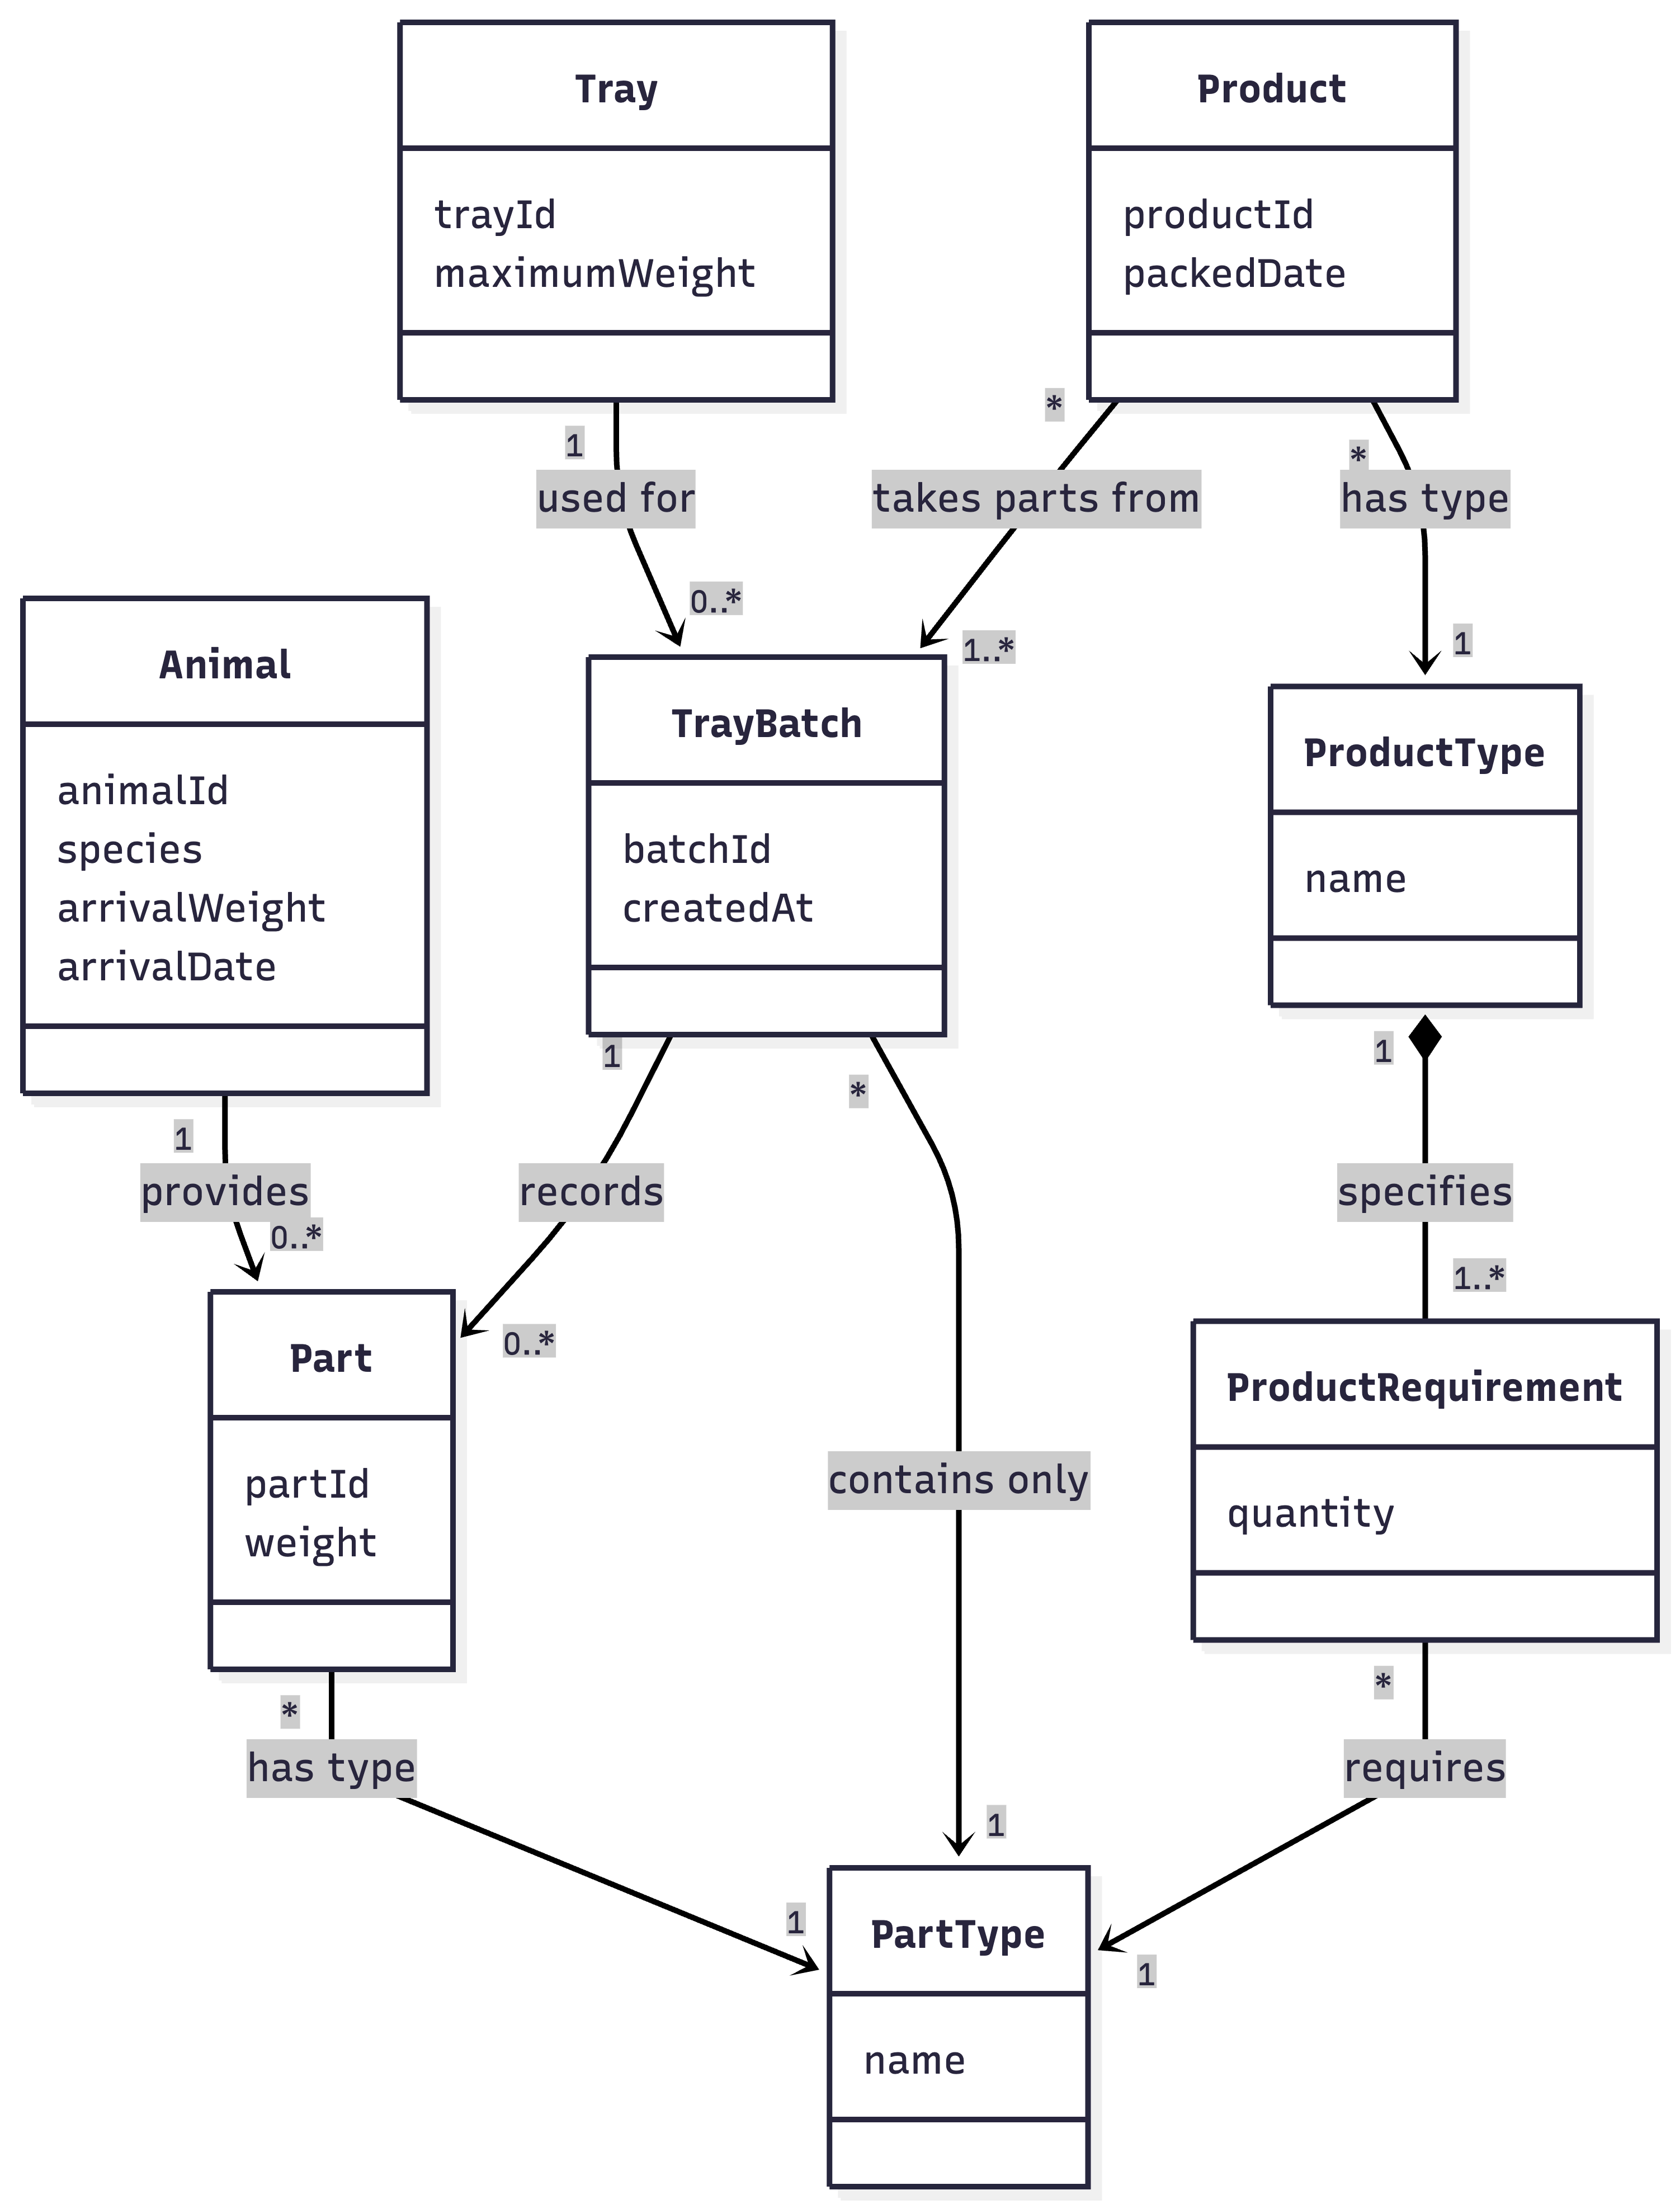 Tray
trayId
maximumWeight
Product
productId
packedDate
1
used for
0..*
*
takes parts from
1..*
*
has type
1
Animal
animalId
species
arrivalWeight
arrivalDate
TrayBatch
batchId
createdAt
ProductType
name
1
provides
0..*
1
records
0..*
*
contains only
1
1
specifies
1..*
Part
partId
weight
ProductRequirement
quantity
*
has type
1
*
requires
1
PartType
name